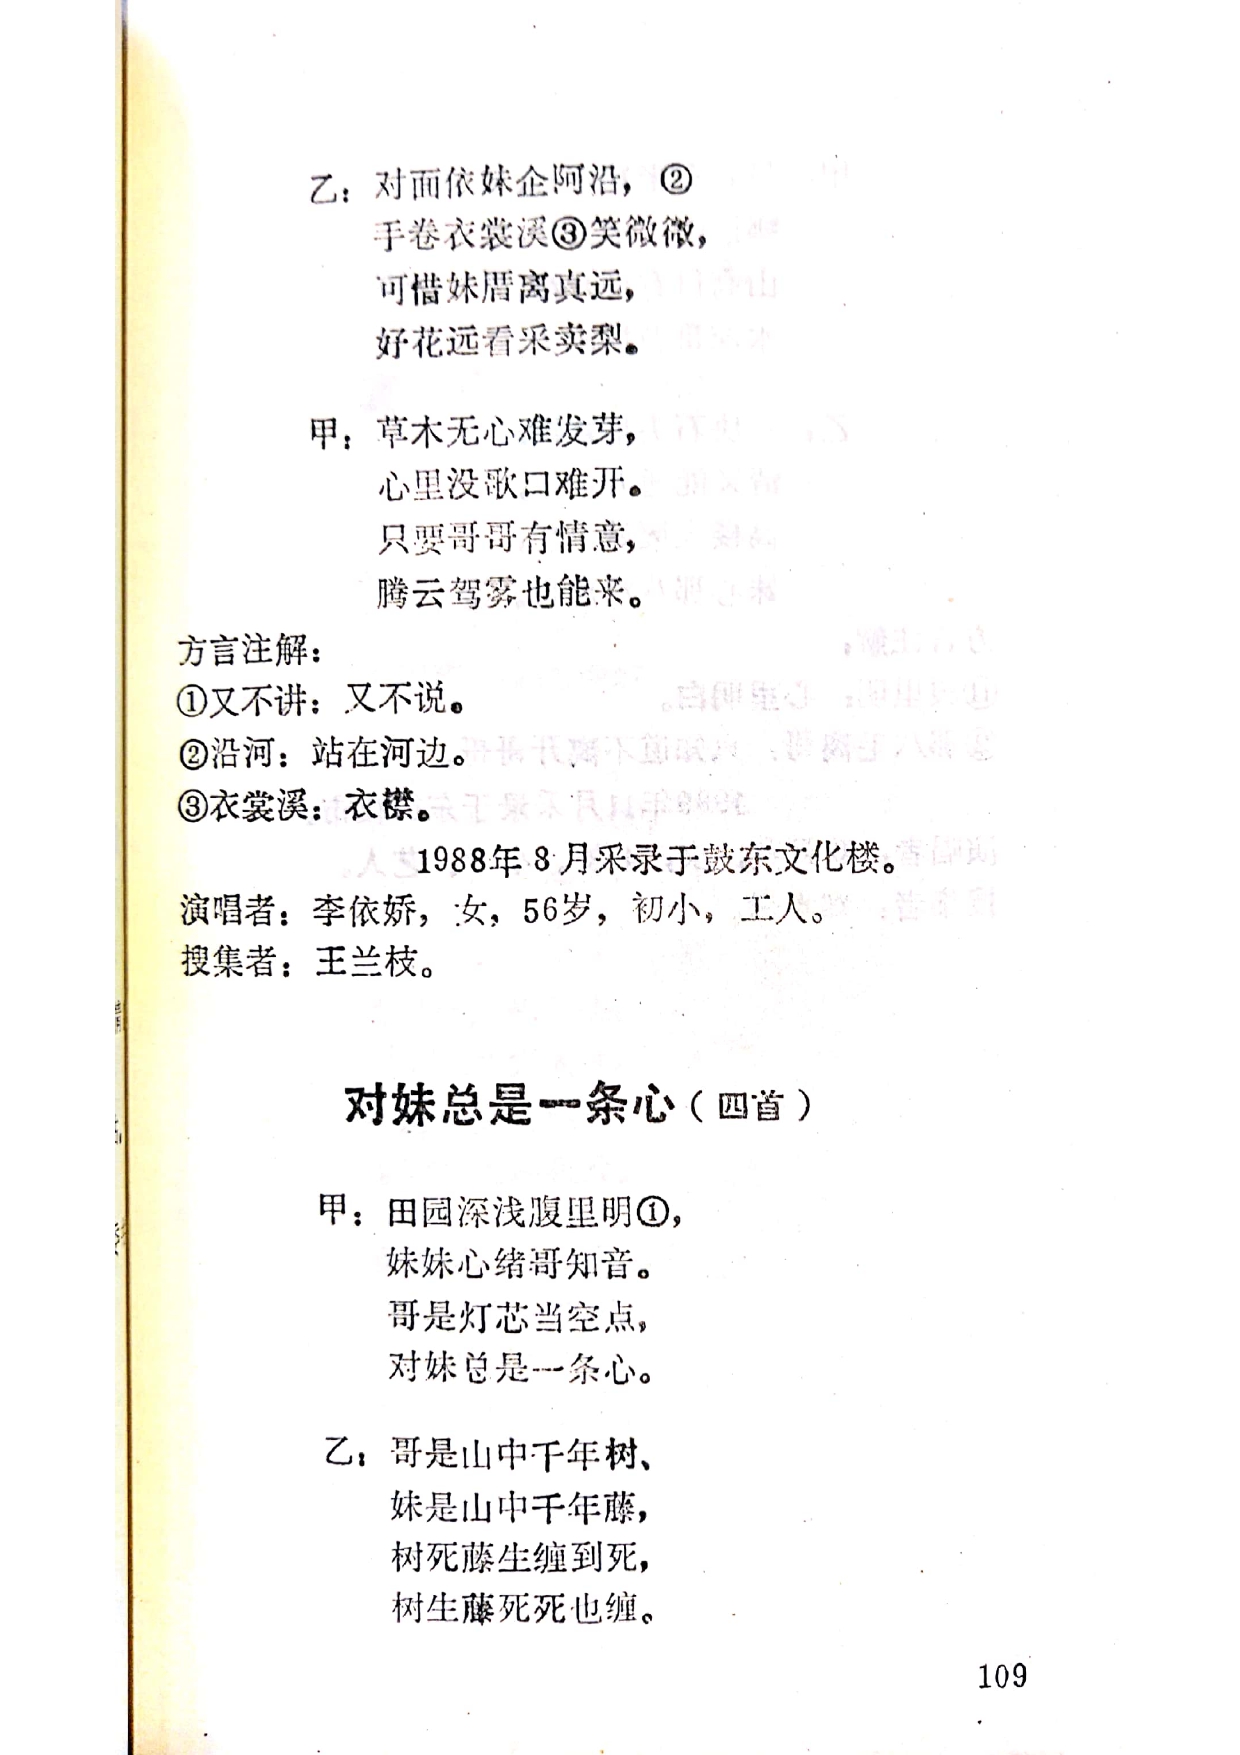 乙：对面依妹企阿沿，②
手卷衣裳溪③笑微微，
可惜妹厝离真远，
好花远看采卖梨。
甲：草木无心难发芽，
心里没歌口难开。
只要哥哥有情意，
腾云驾雾也能来。
方言注解：
①又不讲：又不说。
②沿河：站在河边。
③衣裳溪：衣襟。
1988年8月采录于鼓东文化楼。
演唱者：李依娇，女，56岁，初小，工人。
搜集者：王兰枝。
对妹总是一条心（四首）
甲：田园深浅腹里明①，
妹妹心绪哥知音。
哥是灯芯当空点，
对妹总是一条心。
乙：哥是山中千年树、
妹是山中千年藤，
树死藤生缠到死，
树生藤死死也缠。
109